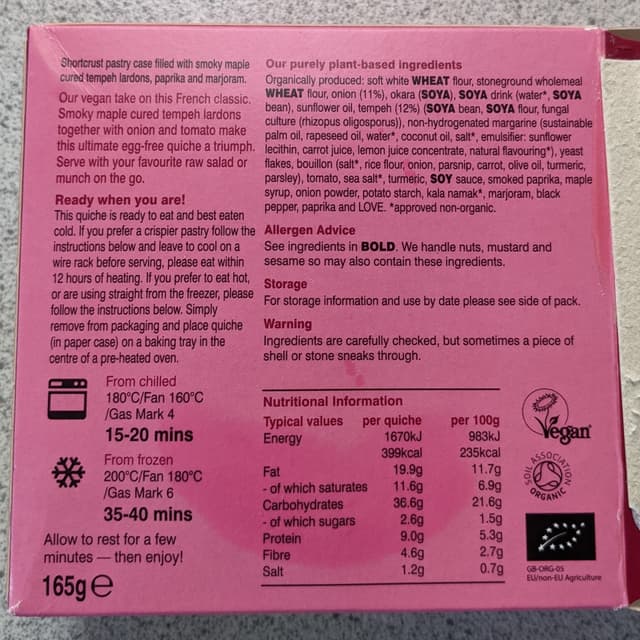 Shortcrust pastry case filled with smoky maple
cured tempeh lardons, paprika and marjoram.
Our vegan take on this French classic.
Smoky maple cured tempeh lardons
together with onion and tomato make
this ultimate egg-free quiche a triumph.
Serve with your favourite raw salad or
munch on the go.
Ready when you are!
This quiche is ready to eat and best eaten
cold. If you prefer a crispier pastry follow the
instructions below and leave to cool on a
wire rack before serving, please eat within
12 hours of heating. If you prefer to eat hot,
or are using straight from the freezer, please
follow the instructions below. Simply
remove from packaging and place quiche
(in paper case) on a baking tray in the
centre of a pre-heated oven.
From chilled
180°C/Fan 160°C
/Gas Mark 4
15-20 mins
From frozen
200°C/Fan 180°C
/Gas Mark 6
35-40 mins
Allow to rest for a few
minutes — then enjoy!
165g e
Our purely plant-based ingredients
Organically produced: soft white WHEAT flour, stoneground wholemeal
WHEAT flour, onion (11%), okara (SOYA), SOYA drink (water*, SOYA
bean), sunflower oil, tempeh (12%) (SOYA bean, SOYA flour, fungal
culture (rhizopus oligosporus)), non-hydrogenated margarine (sustainable
palm oil, rapeseed oil, water*, coconut oil, salt*, emulsifier: sunflower
lecithin, carrot juice, lemon juice concentrate, natural flavouring*), yeast
flakes, bouillon (salt*, rice flour, onion, parsnip, carrot, olive oil, turmeric,
parsley), tomato, sea salt*, turmeric, SOY sauce, smoked paprika, maple
syrup, onion powder, potato starch, kala namak*, marjoram, black
pepper, paprika and LOVE. *approved non-organic.
Allergen Advice
See ingredients in BOLD. We handle nuts, mustard and
sesame so may also contain these ingredients.
Storage
For storage information and use by date please see side of pack.
Warning
Ingredients are carefully checked, but sometimes a piece of
shell or stone sneaks through.
Nutritional Information
Typical values per quiche per 100g
Energy 1670kJ 983kJ
399kcal 235kcal
Fat 19.9g 11.7g
- of which saturates 11.6g 6.9g
Carbohydrates 36.6g 21.6g
- of which sugars 2.6g 1.5g
Protein 9.0g 5.3g
Fibre 4.6g 2.7g
Salt 1.2g 0.7g
Vegan
SOIL ASSOCIATION
ORGANIC
GB-ORG-05
EU/non-EU Agriculture